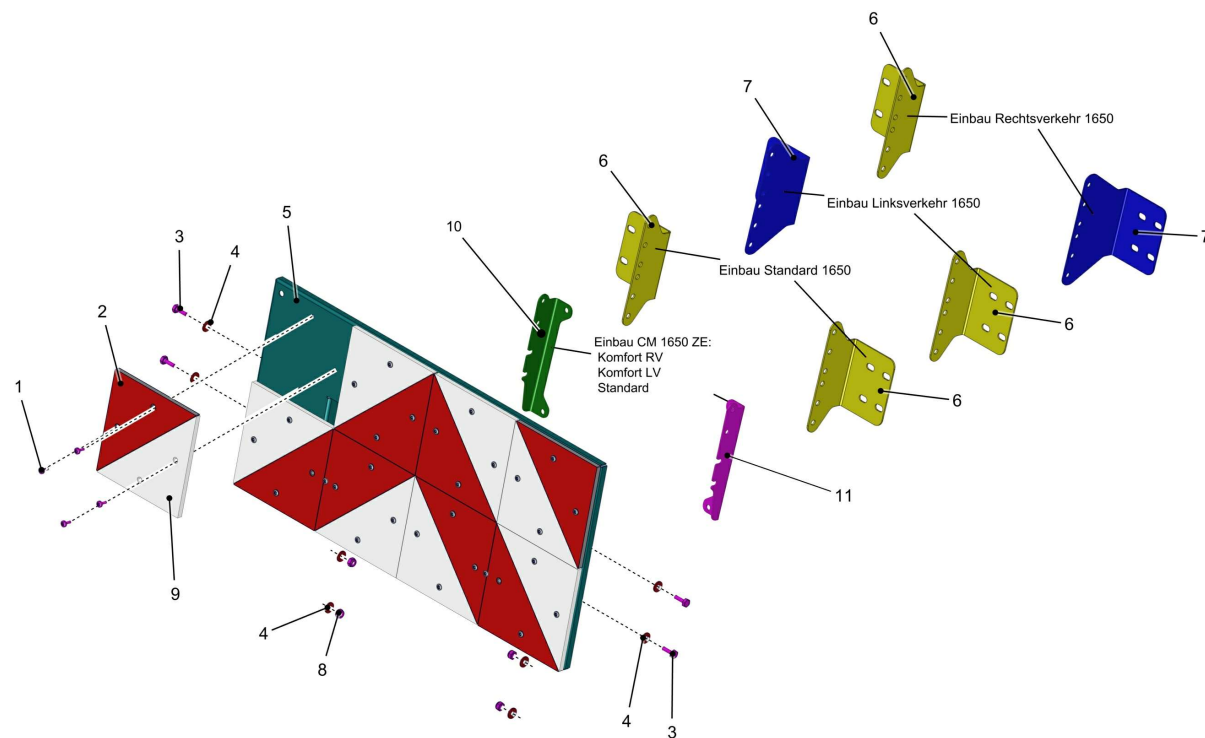 6
7
Einbau Rechtsverkehr 1650
6
Einbau Linksverkehr 1650
5
10
3
4
7
Einbau Standard 1650
2
6
Einbau CM 1650 ZE:
Komfort RV
Komfort LV
Standard
1
6
11
9
4
8
4
3